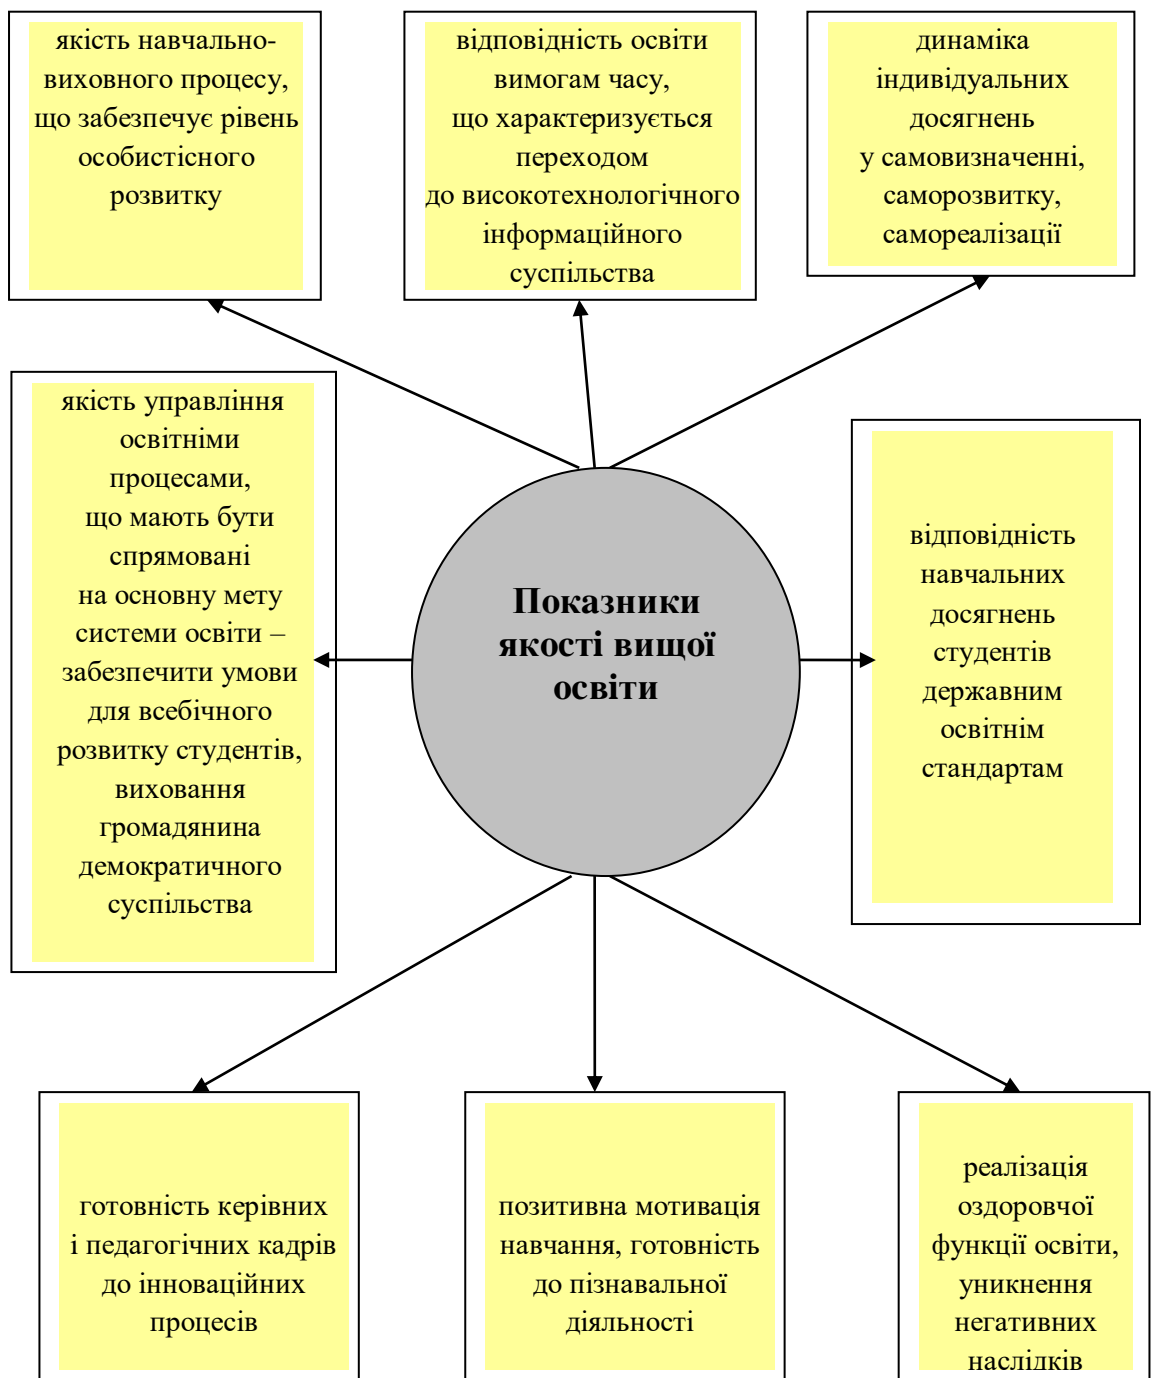 якість навчально-
виховного процесу,
що забезпечує рівень
особистісного
розвитку
відповідність освіти
вимогам часу,
що характеризується
переходом
до високотехнологічного
інформаційного
суспільства
динаміка
індивідуальних
досягнень
у самовизначенні,
саморозвитку,
самореалізації
якість управління
освітніми
процесами,
що мають бути
спрямовані
на основну мету
системи освіти –
забезпечити умови
для всебічного
розвитку студентів,
виховання
громадянина
демократичного
суспільства
Показники
якості вищої
освіти
відповідність
навчальних
досягнень
студентів
державним
освітнім
стандартам
готовність керівних
і педагогічних кадрів
до інноваційних
процесів
позитивна мотивація
навчання, готовність
до пізнавальної
діяльності
реалізація
оздоровчої
функції освіти,
уникнення
негативних
наслідків